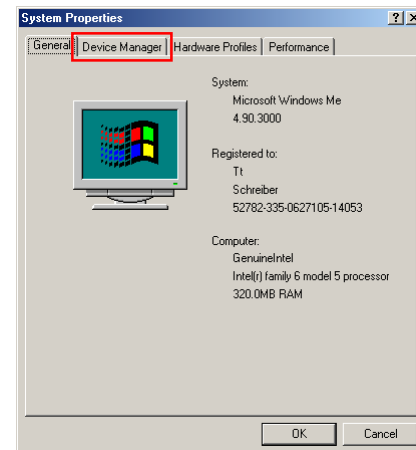 System Properties
General Device Manager Hardware Profiles Performance
System:
Microsoft Windows Me
4.90.3000
Registered to:
Tt
Schreiber
52782-335-0627105-14053
Computer:
GenuineIntel
Intel(r) family 6 model 5 processor
320.0MB RAM
OK Cancel